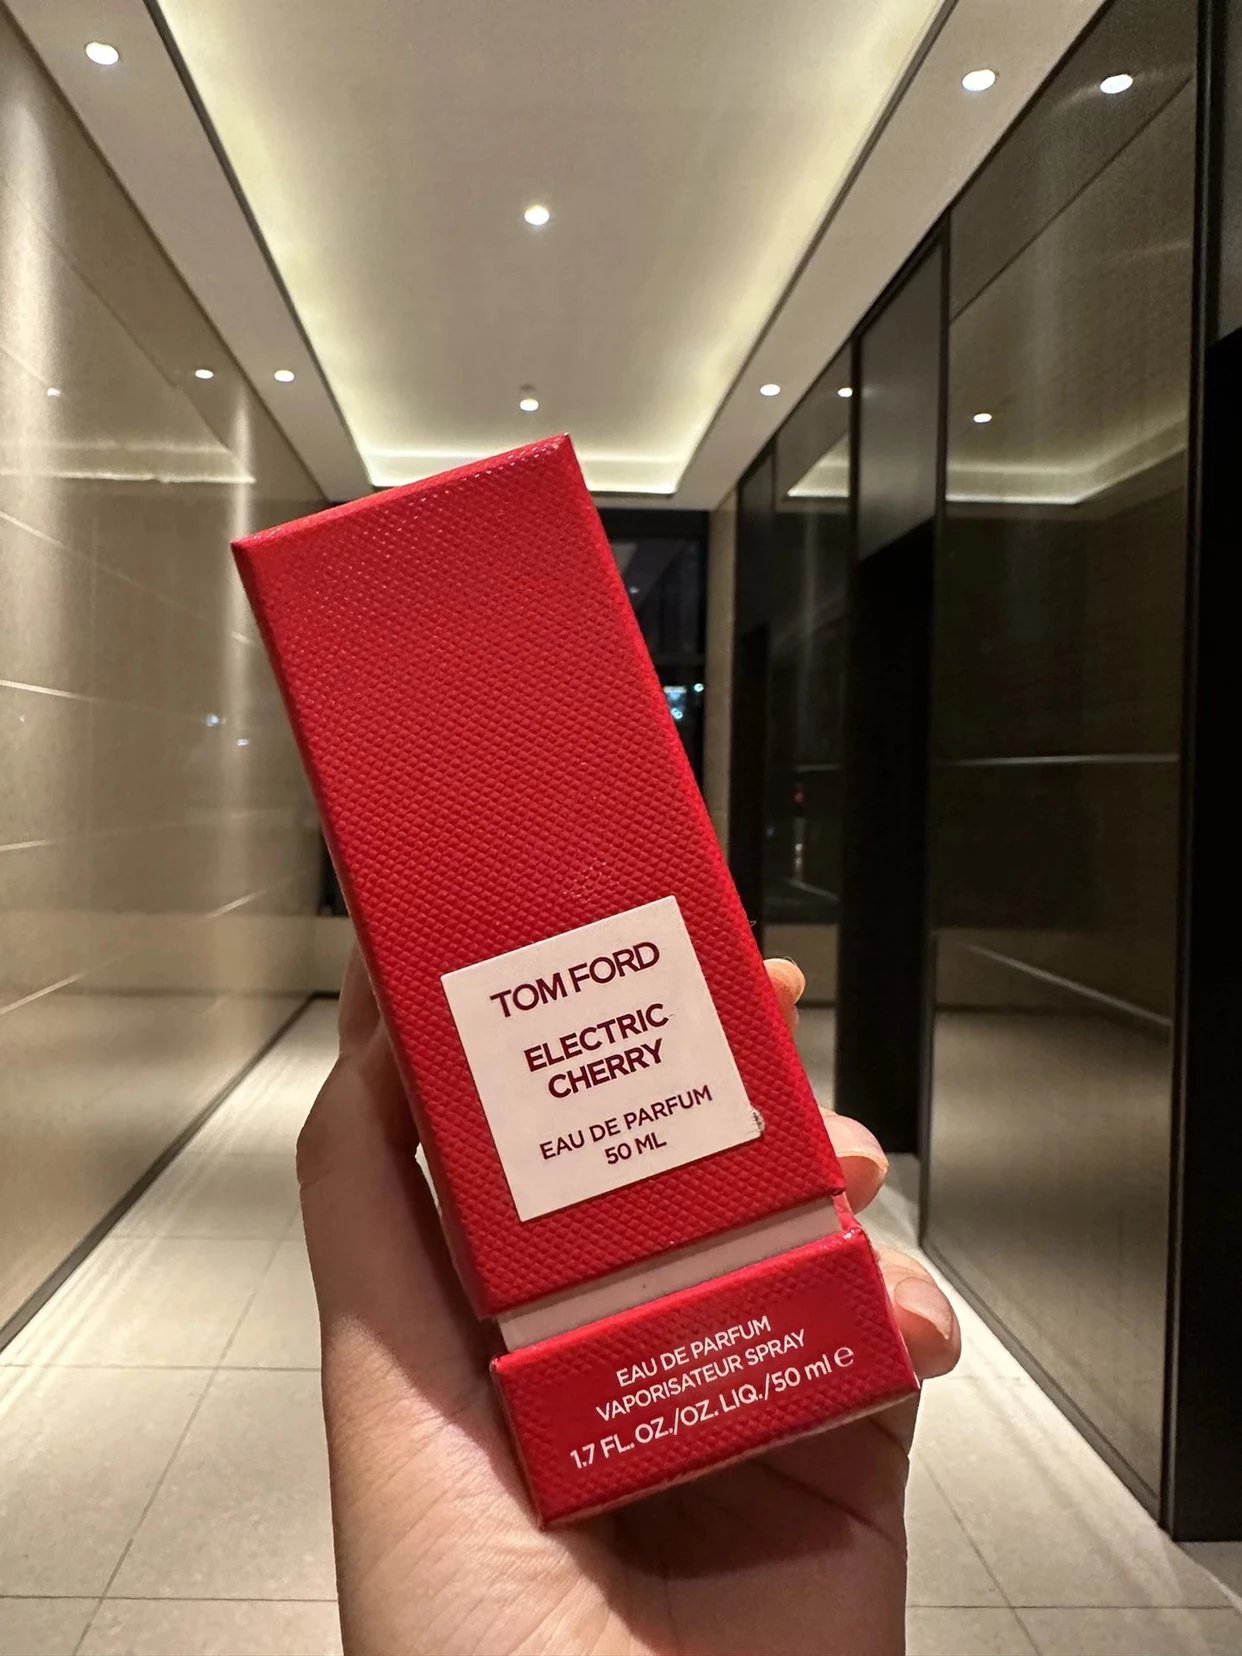 TOM FORD
ELECTRIC
CHERRY
EAU DE PARFUM
50 ML
EAU DE PARFUM
VAPORISATEUR SPRAY
1.7 FL. OZ./OZ. LIQ./50 ml ℮